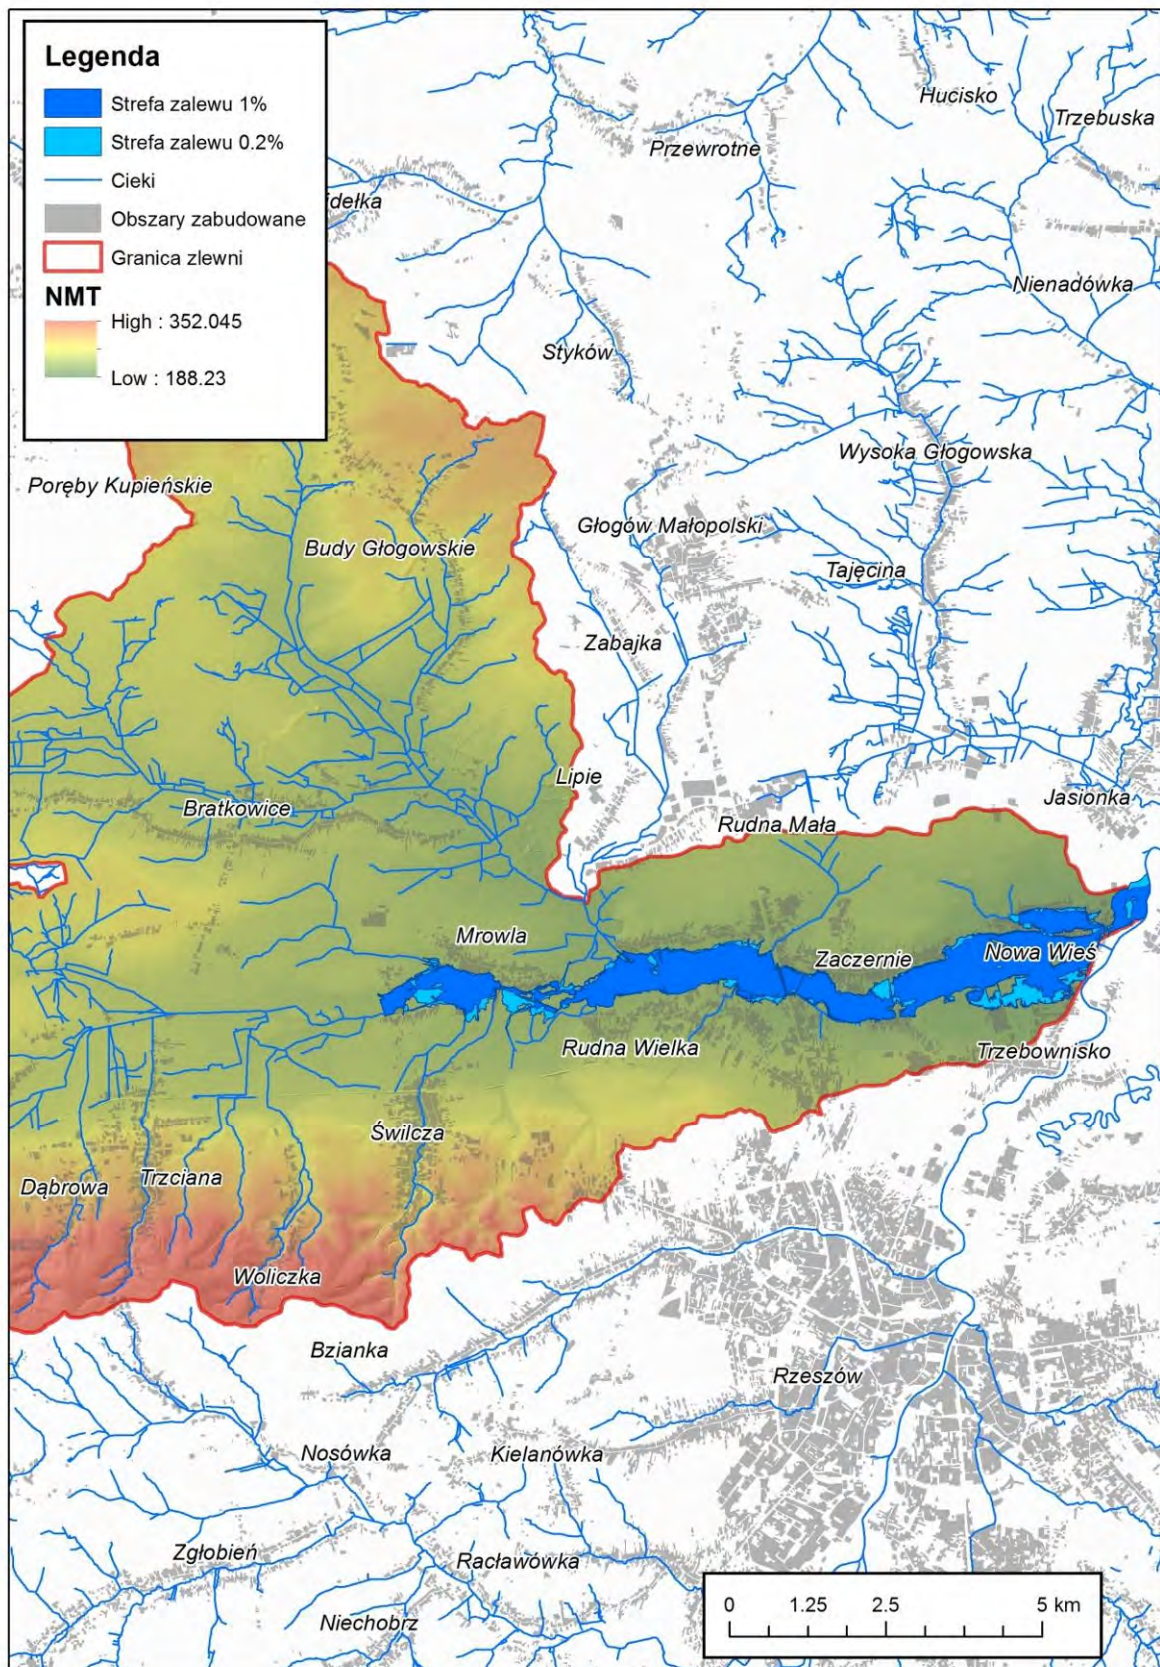 Legenda
Strefa zalewu 1%
Strefa zalewu 0.2%
Cieki
Obszary zabudowane
Granica zlewni
NMT
High : 352.045
Low : 188.23
Hucisko
Trzebuska
Przewrotne
idełka
Nienadówka
Styków
Wysoka Głogowska
Poręby Kupieńskie
Głogów Małopolski
Budy Głogowskie
Tajęcina
Zabajka
Lipie
Jasionka
Bratkowice
Rudna Mała
Mrowla
Zaczernie
Nowa Wieś
Rudna Wielka
Trzebownisko
Świlcza
Trzciana
Dąbrowa
Woliczka
Bzianka
Rzeszów
Nosówka
Kielanówka
Zgłobień
Racławówka
Niechobrz
0 1.25 2.5 5 km